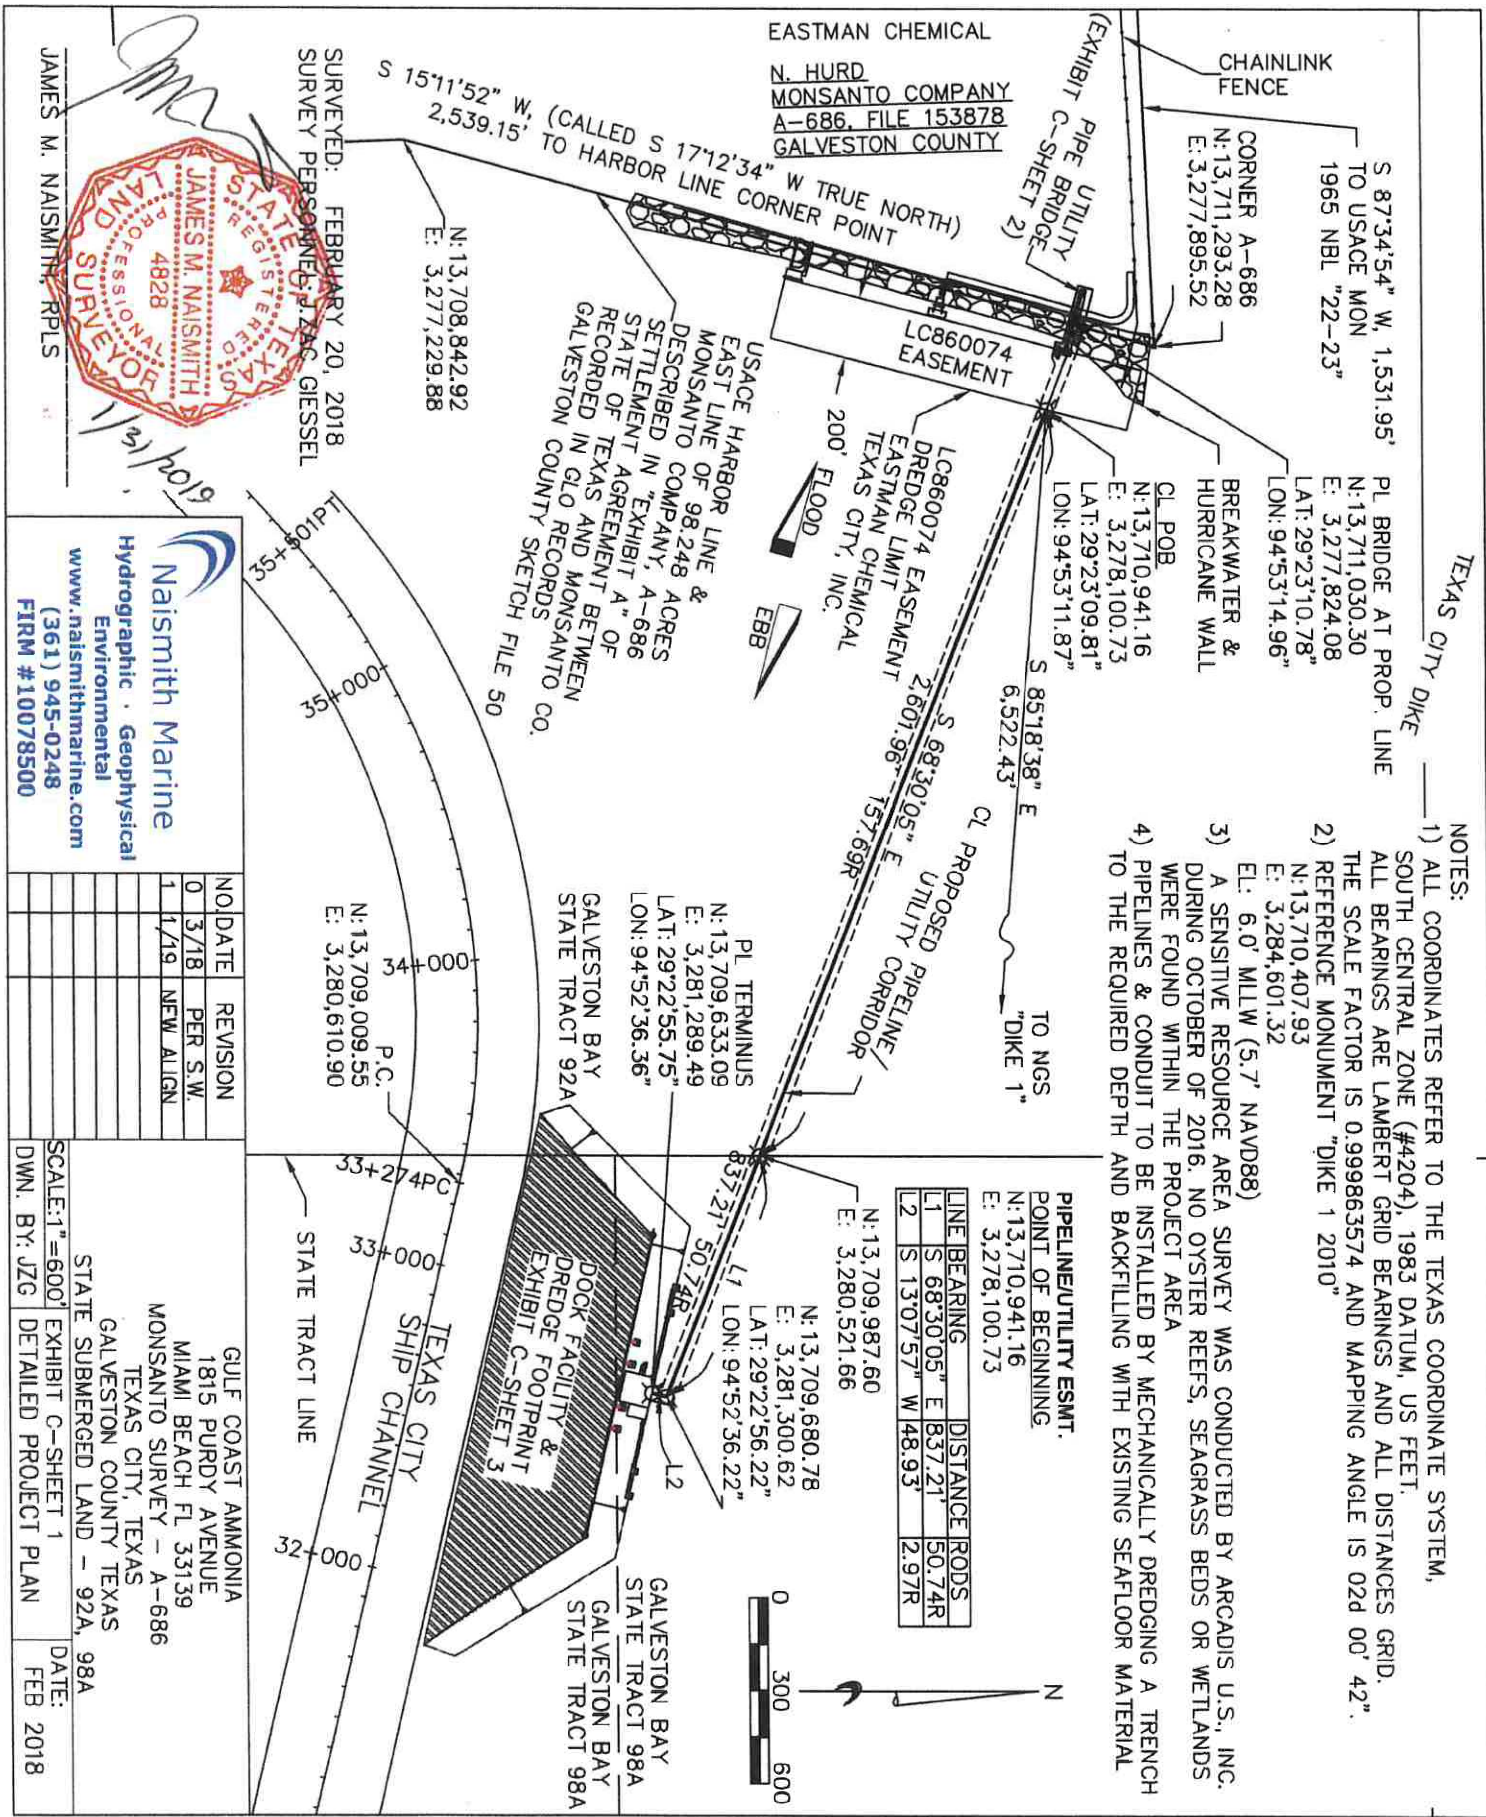 NOTES:
1) ALL COORDINATES REFER TO THE TEXAS COORDINATE SYSTEM,
SOUTH CENTRAL ZONE (#4204), 1983 DATUM, US FEET.
ALL BEARINGS ARE LAMBERT GRID BEARINGS AND ALL DISTANCES GRID.
THE SCALE FACTOR IS 0.999863574 AND MAPPING ANGLE IS 02d 00' 42".
2) REFERENCE MONUMENT "DIKE 1 2010"
N:13,710,407.93
E: 3,284,601.32
EL: 6.0' MLLW (5.7' NAVD88)
3) A SENSITIVE RESOURCE AREA SURVEY WAS CONDUCTED BY ARCADIS U.S., INC.
DURING OCTOBER OF 2016. NO OYSTER REEFS, SEAGRASS BEDS OR WETLANDS
WERE FOUND WITHIN THE PROJECT AREA
4) PIPELINES & CONDUIT TO BE INSTALLED BY MECHANICALLY DREDGING A TRENCH
TO THE REQUIRED DEPTH AND BACKFILLING WITH EXISTING SEAFLOOR MATERIAL
TEXAS CITY DIKE
S 87°34'54" W, 1,531.95'
TO USACE MON
1965 NBL "22-23"
CHAINLINK
FENCE
CORNER A-686
N:13,711,293.28
E: 3,277,895.52
PL BRIDGE AT PROP. LINE
N:13,711,030.30
E: 3,277,824.08
LAT: 29°23'10.78"
LON: 94°53'14.96"
BREAKWATER &
HURRICANE WALL
CL POB
N:13,710,941.16
E: 3,278,100.73
LAT: 29°23'09.81"
LON: 94°53'11.87"
PIPE UTILITY
BRIDGE
(EXHIBIT C-SHEET 2)
EASTMAN CHEMICAL
N. HURD
MONSANTO COMPANY
A-686, FILE 153878
GALVESTON COUNTY
S 15°11'52" W, (CALLED S 17°12'34" W TRUE NORTH)
2,539.15' TO HARBOR LINE CORNER POINT
N:13,708,842.92
E: 3,277,229.88
LC860074
EASEMENT
200'
LC860074 EASEMENT
DREDGE LIMIT
EASTMAN CHEMICAL
TEXAS CITY, INC.
FLOOD
EBB
USACE HARBOR LINE &
EAST LINE OF 98.248 ACRES
MONSANTO COMPANY, A-686
DESCRIBED IN "EXHIBIT A" OF
SETTLEMENT AGREEMENT BETWEEN
STATE OF TEXAS AND MONSANTO CO.
RECORDED IN GLO RECORDS
GALVESTON COUNTY SKETCH FILE 50
S 85°18'38" E
6,522.43'
TO NGS
"DIKE 1"
S 68°30'05" E
2,601.96'
157.69R
CL PROPOSED PIPELINE/
UTILITY CORRIDOR
N:13,709,987.60
E: 3,280,521.66
PIPELINE/UTILITY ESMT.
POINT OF BEGINNING
N:13,710,941.16
E: 3,278,100.73
LINE BEARING DISTANCE RODS
L1 S 68°30'05" E 837.21' 50.74R
L2 S 13°07'57" W 48.93' 2.97R
N
0 300 600
837.21' L1
50.74R
N:13,709,680.78
E: 3,281,300.62
LAT: 29°22'56.22"
LON: 94°52'36.22"
L2
PL TERMINUS
N:13,709,633.09
E: 3,281,289.49
LAT: 29°22'55.75"
LON: 94°52'36.36"
GALVESTON BAY
STATE TRACT 92A
GALVESTON BAY
STATE TRACT 98A
GALVESTON BAY
STATE TRACT 98A
DOCK FACILITY &
DREDGE FOOTPRINT
EXHIBIT C-SHEET 3
P.C.
N:13,709,009.55
E: 3,280,610.90
35+501PT
35+000
34+000
33+274PC
33+000
32+000
TEXAS CITY
SHIP CHANNEL
STATE TRACT LINE
SURVEYED: FEBRUARY 20, 2018
SURVEY PERSONNEL: J.ZAC GIESSEL
STATE OF TEXAS
REGISTERED
JAMES M. NAISMITH
4828
PROFESSIONAL
LAND SURVEYOR
1/31/2019
JAMES M. NAISMITH, RPLS
Naismith Marine
Hydrographic · Geophysical
Environmental
www.naismithmarine.com
(361) 945-0248
FIRM #10078500
NO. DATE REVISION
0 3/18 PER S.W.
1 1/19 NEW ALIGN
GULF COAST AMMONIA
1815 PURDY AVENUE
MIAMI BEACH FL 33139
MONSANTO SURVEY - A-686
TEXAS CITY, TEXAS
GALVESTON COUNTY TEXAS
STATE SUBMERGED LAND - 92A, 98A
SCALE:1"=600'
EXHIBIT C-SHEET 1
DATE:
DWN. BY: JZG
DETAILED PROJECT PLAN
FEB 2018